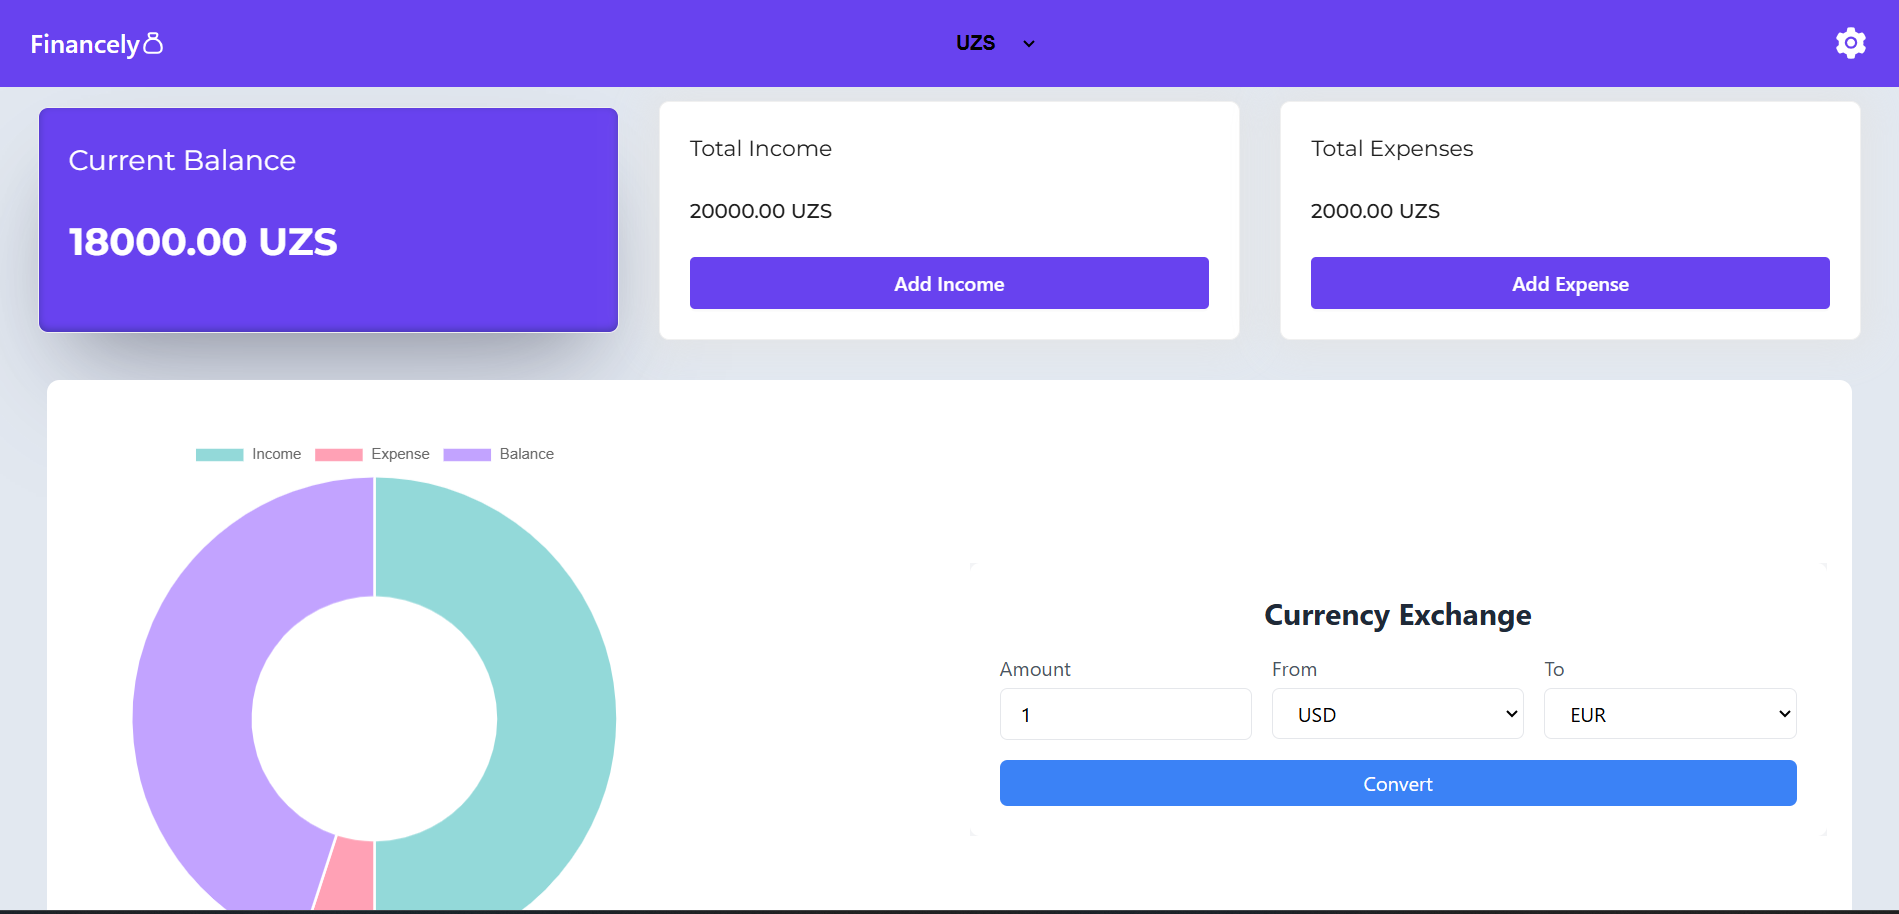 Financely
UZS
Current Balance
18000.00 UZS
Total Income
20000.00 UZS
Add Income
Total Expenses
2000.00 UZS
Add Expense
Income Expense Balance
Currency Exchange
Amount From To
1 USD EUR
Convert